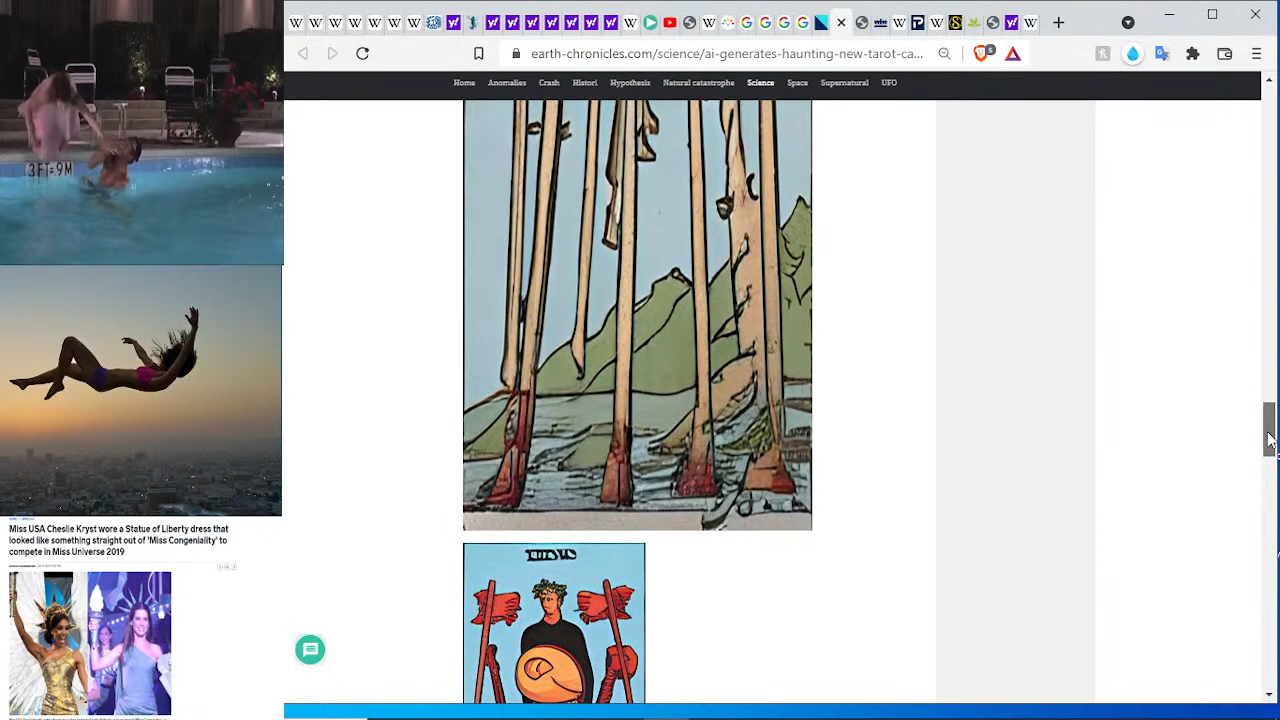 earth-chronicles.com/science/ai-generates-haunting-new-tarot-ca...
Home Anomalies Crash Histori Hypothesis Natural catastrophe Science Space Supernatural UFO
3FT=9M
Miss USA Cheslie Kryst wore a Statue of Liberty dress that
looked like something straight out of 'Miss Congeniality' to
compete in Miss Universe 2019